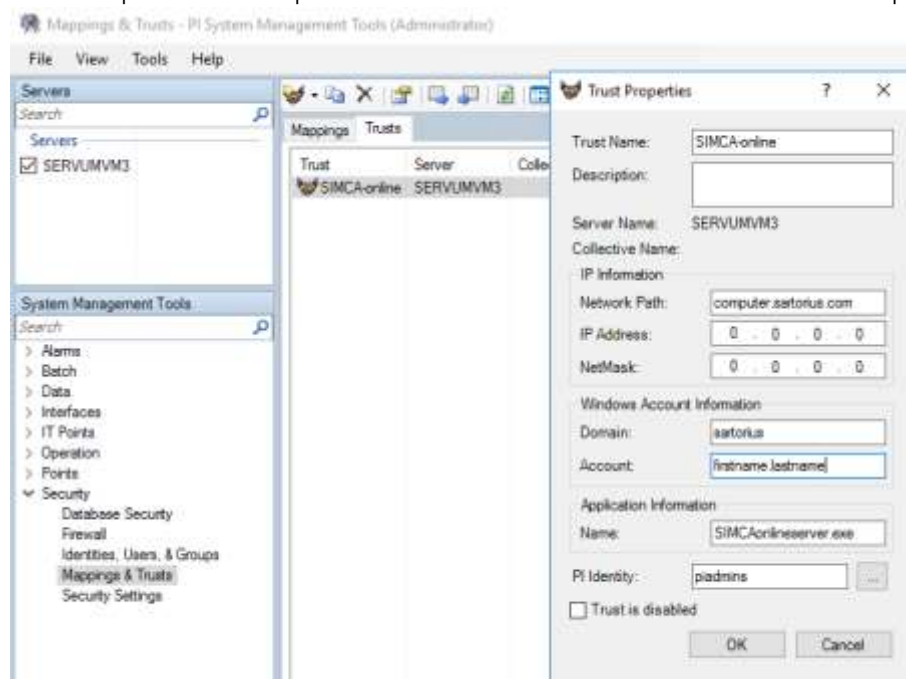 Mappings & Trusts - PI System Management Tools (Administrator)
File View Tools Help
Servers
Search
Servers
SERVUMVM3
System Management Tools
Search
Alarms
Batch
Data
Interfaces
IT Points
Operation
Points
Security
Database Security
Firewall
Identities, Users, & Groups
Mappings & Trusts
Security Settings
Mappings Trusts
Trust Server
SIMCA-online SERVUMVM3
Trust Properties ? X
Trust Name: SIMCA-online
Description:
Server Name: SERVUMVM3
Collective Name:
IP Information
Network Path: computer.sartorius.com
IP Address: 0 . 0 . 0 . 0
NetMask: 0 . 0 . 0 . 0
Windows Account Information
Domain: sartorius
Account: firstname.lastname
Application Information
Name: SIMCAonlineserver.exe
PI Identity: piadmins ...
Trust is disabled
OK Cancel